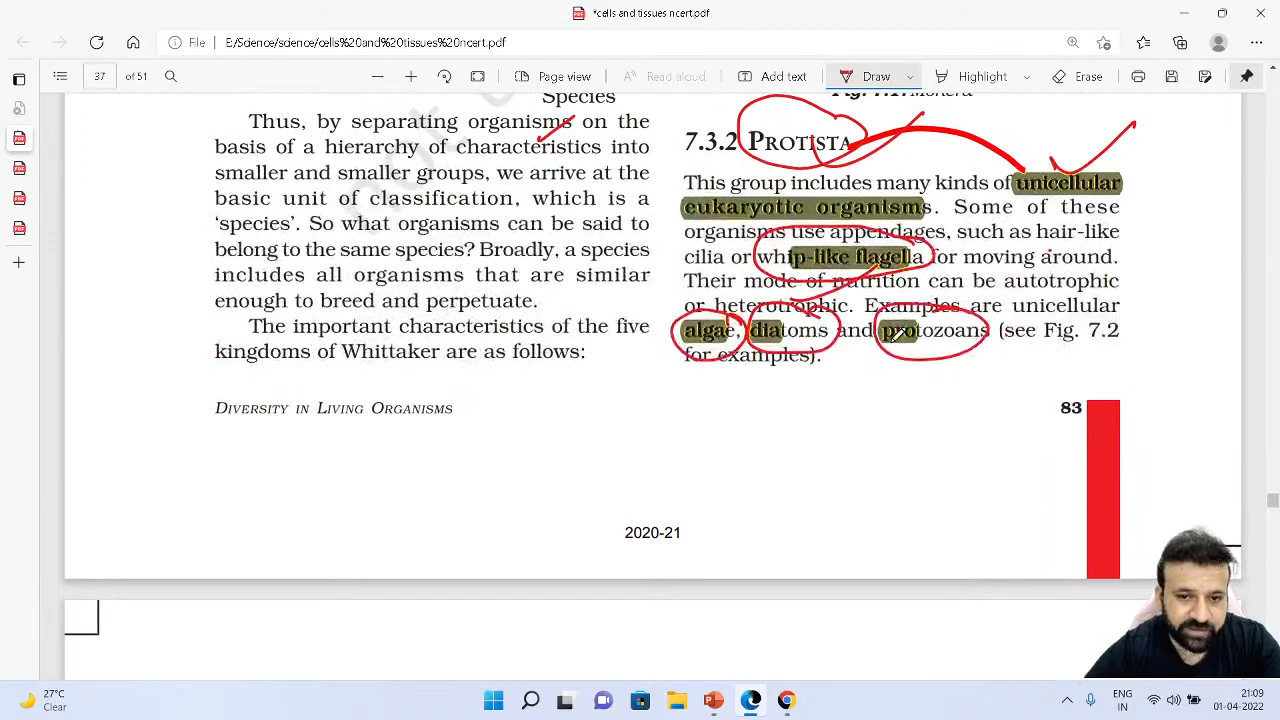 *cells and tissues ncert.pdf
File
E:/Science/science/cells%20and%20tissues%20ncert.pdf
37
Page view
Read aloud
Add text
Draw
Highlight
Erase
Species
Thus, by separating organisms on the
basis of a hierarchy of characteristics into
smaller and smaller groups, we arrive at the
basic unit of classification, which is a
‘species’. So what organisms can be said to
belong to the same species? Broadly, a species
includes all organisms that are similar
enough to breed and perpetuate.
The important characteristics of the five
kingdoms of Whittaker are as follows:
Fig. 7.1: Monera
7.3.2 PROTISTA
This group includes many kinds of unicellular
eukaryotic organisms. Some of these
organisms use appendages, such as hair-like
cilia or whip-like flagella for moving around.
Their mode of nutrition can be autotrophic
or heterotrophic. Examples are unicellular
algae, diatoms and protozoans (see Fig. 7.2
for examples).
DIVERSITY IN LIVING ORGANISMS
83
2020-21
27°C
Clear
ENG
IN
21:09
01-04-2022